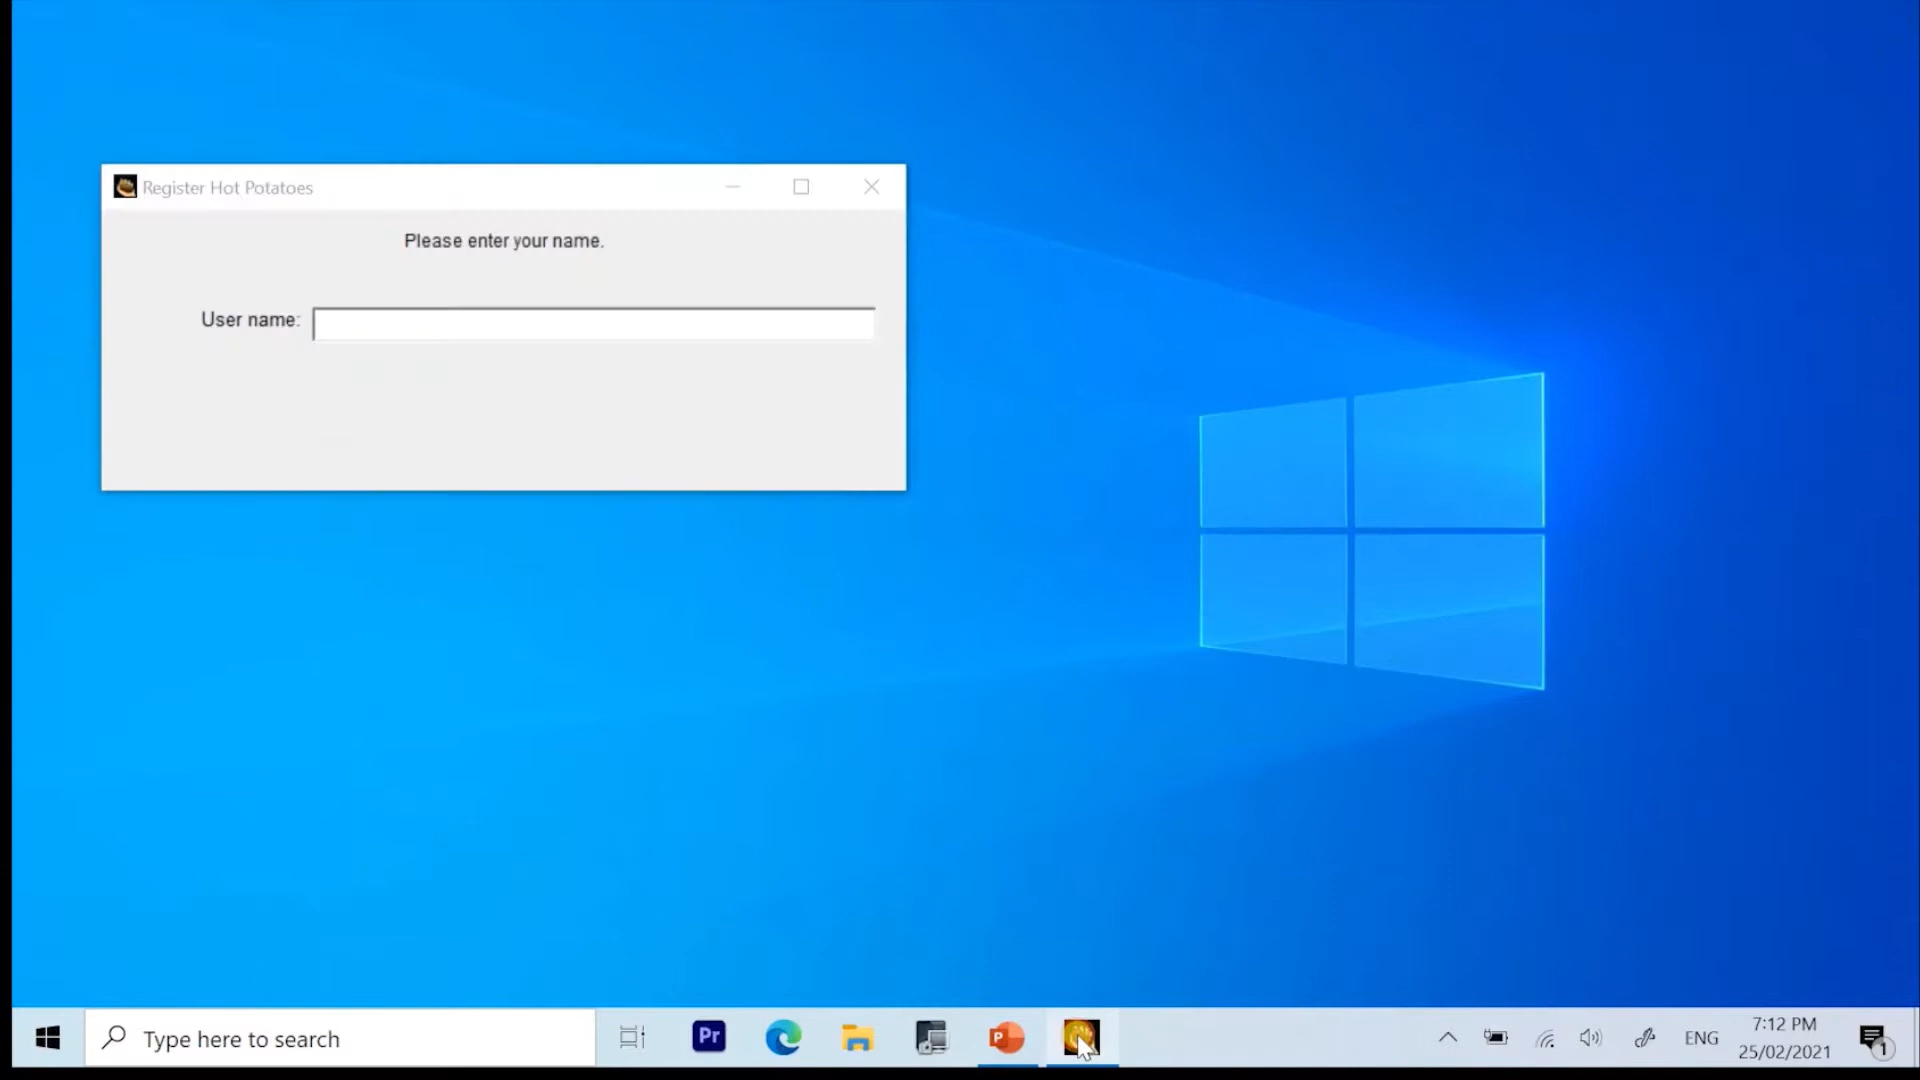 Register Hot Potatoes
Please enter your name.
User name:
Type here to search
Pr
P
ENG
7:12 PM
25/02/2021
1